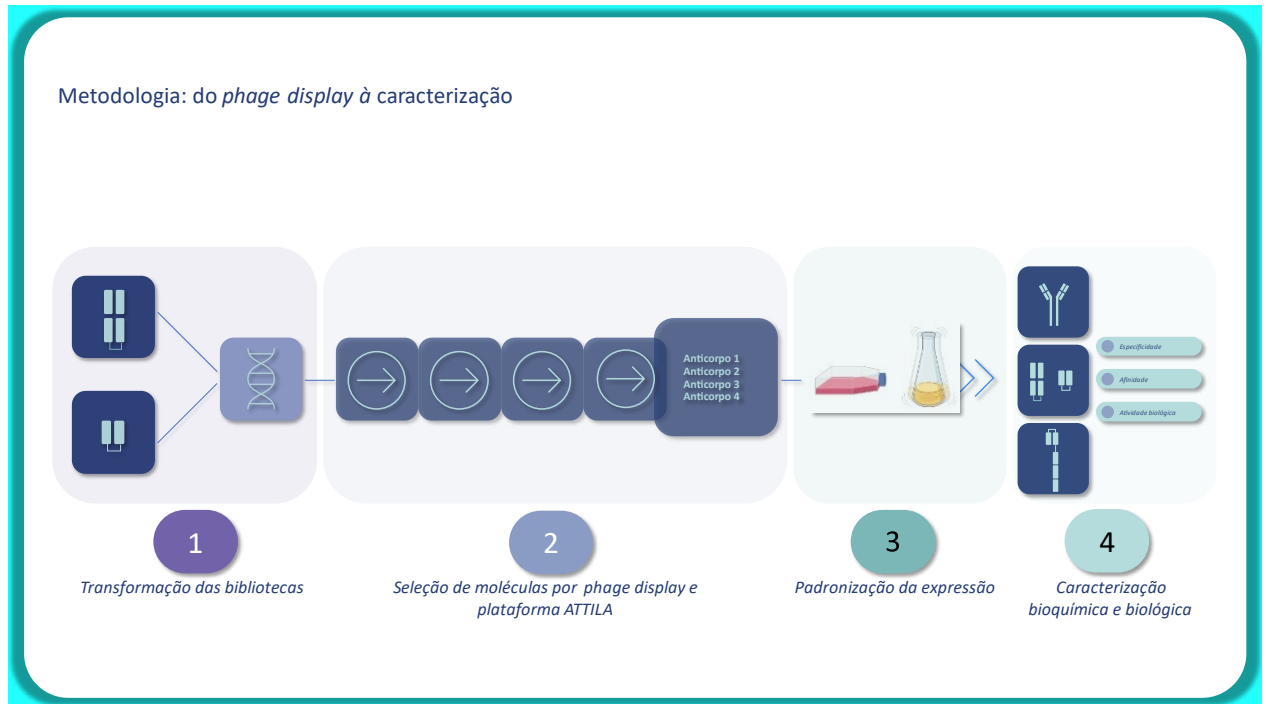 Metodologia: do phage display à caracterização
Anticorpo 1
Anticorpo 2
Anticorpo 3
Anticorpo 4
Especificidade
Afinidade
Atividade biológica
1
Transformação das bibliotecas
2
Seleção de moléculas por phage display e
plataforma ATTILA
3
Padronização da expressão
4
Caracterização
bioquímica e biológica